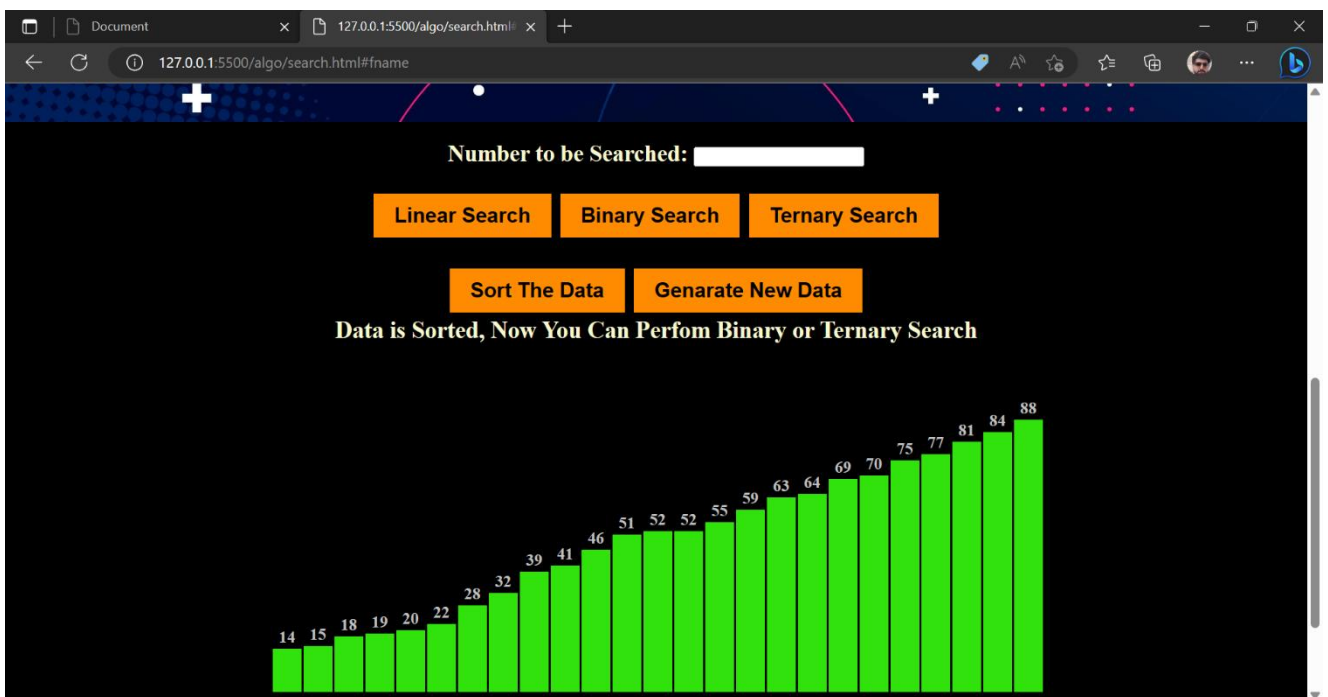 Document
127.0.0.1:5500/algo/search.html#
127.0.0.1:5500/algo/search.html#fname
Number to be Searched:
Linear Search Binary Search Ternary Search
Sort The Data Genarate New Data
Data is Sorted, Now You Can Perfom Binary or Ternary Search
14 15 18 19 20 22 28 32 39 41 46 51 52 52 55 59 63 64 69 70 75 77 81 84 88